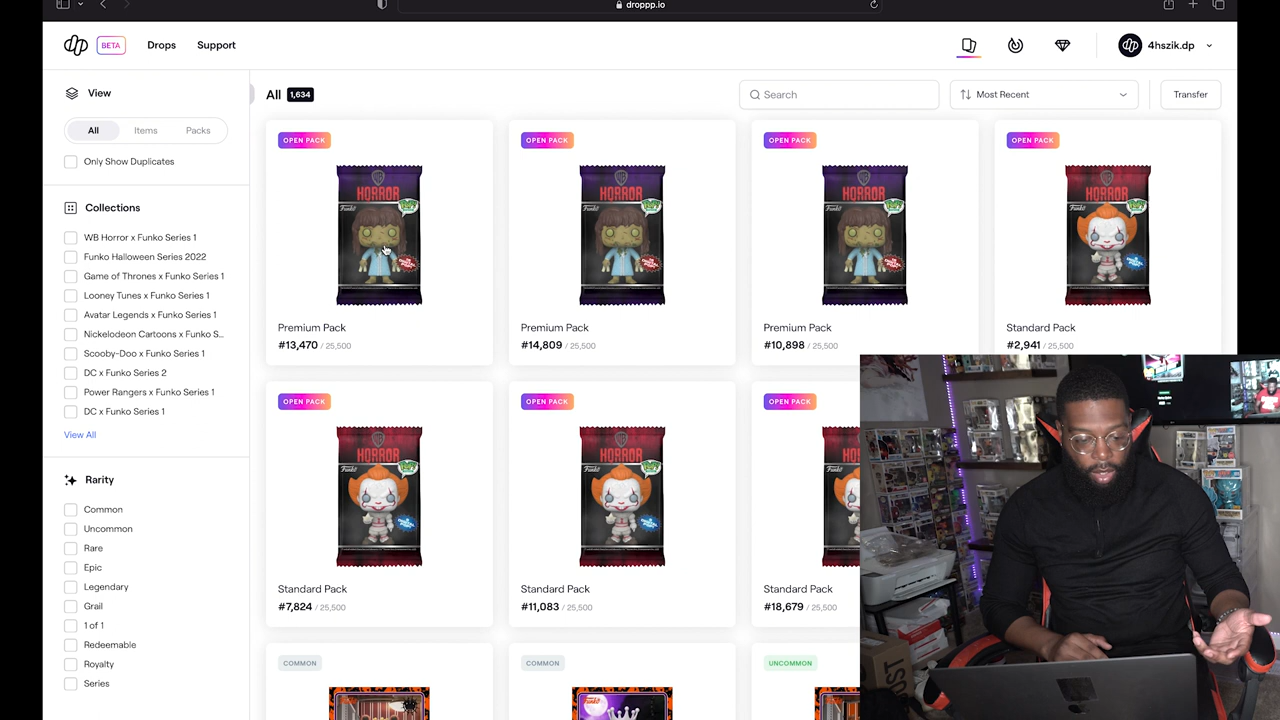 droppp.io
BETA
Drops
Support
4hszik.dp
View
All
Items
Packs
Only Show Duplicates
Collections
WB Horror x Funko Series 1
Funko Halloween Series 2022
Game of Thrones x Funko Series 1
Looney Tunes x Funko Series 1
Avatar Legends x Funko Series 1
Nickelodeon Cartoons x Funko S...
Scooby-Doo x Funko Series 1
DC x Funko Series 2
Power Rangers x Funko Series 1
DC x Funko Series 1
View All
Rarity
Common
Uncommon
Rare
Epic
Legendary
Grail
1 of 1
Redeemable
Royalty
Series
All 1,634
Search
Most Recent
Transfer
OPEN PACK
OPEN PACK
OPEN PACK
OPEN PACK
HORROR
Funko
HORROR
Funko
HORROR
Funko
HORROR
Funko
Premium Pack
#13,470 / 25,500
Premium Pack
#14,809 / 25,500
Premium Pack
#10,898 / 25,500
Standard Pack
#2,941 / 25,500
OPEN PACK
OPEN PACK
OPEN PACK
HORROR
Funko
HORROR
Funko
Funko
Standard Pack
#7,824 / 25,500
Standard Pack
#11,083 / 25,500
Standard Pack
#18,679 / 25,500
COMMON
COMMON
UNCOMMON